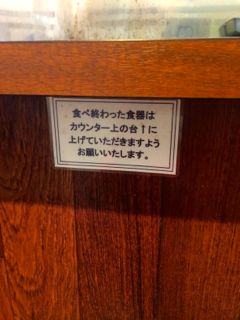 食べ終わった食器は
カウンター上の台↑に
上げていただきますよう
お願いいたします。